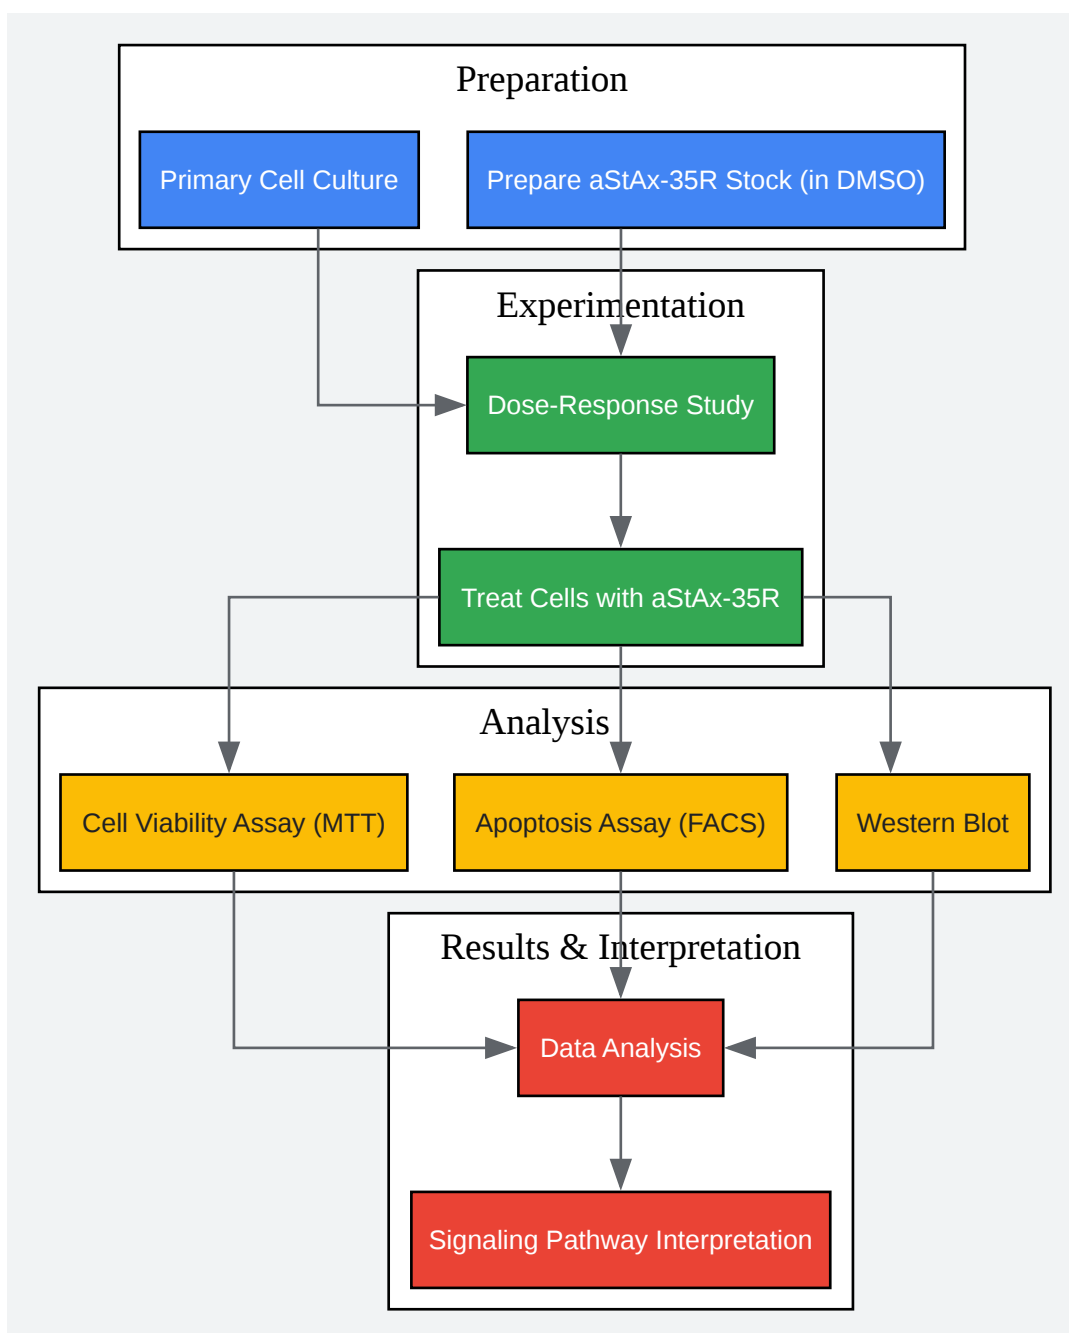 Preparation
Primary Cell Culture
Prepare aStAx-35R Stock (in DMSO)
Experimentation
Dose-Response Study
Treat Cells with aStAx-35R
Analysis
Cell Viability Assay (MTT)
Apoptosis Assay (FACS)
Western Blot
Results & Interpretation
Data Analysis
Signaling Pathway Interpretation